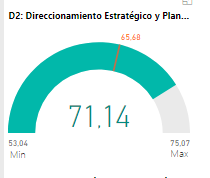 D2: Direccionamiento Estratégico y Plan...
65,68
71,14
53,04
75,07
Min
Max